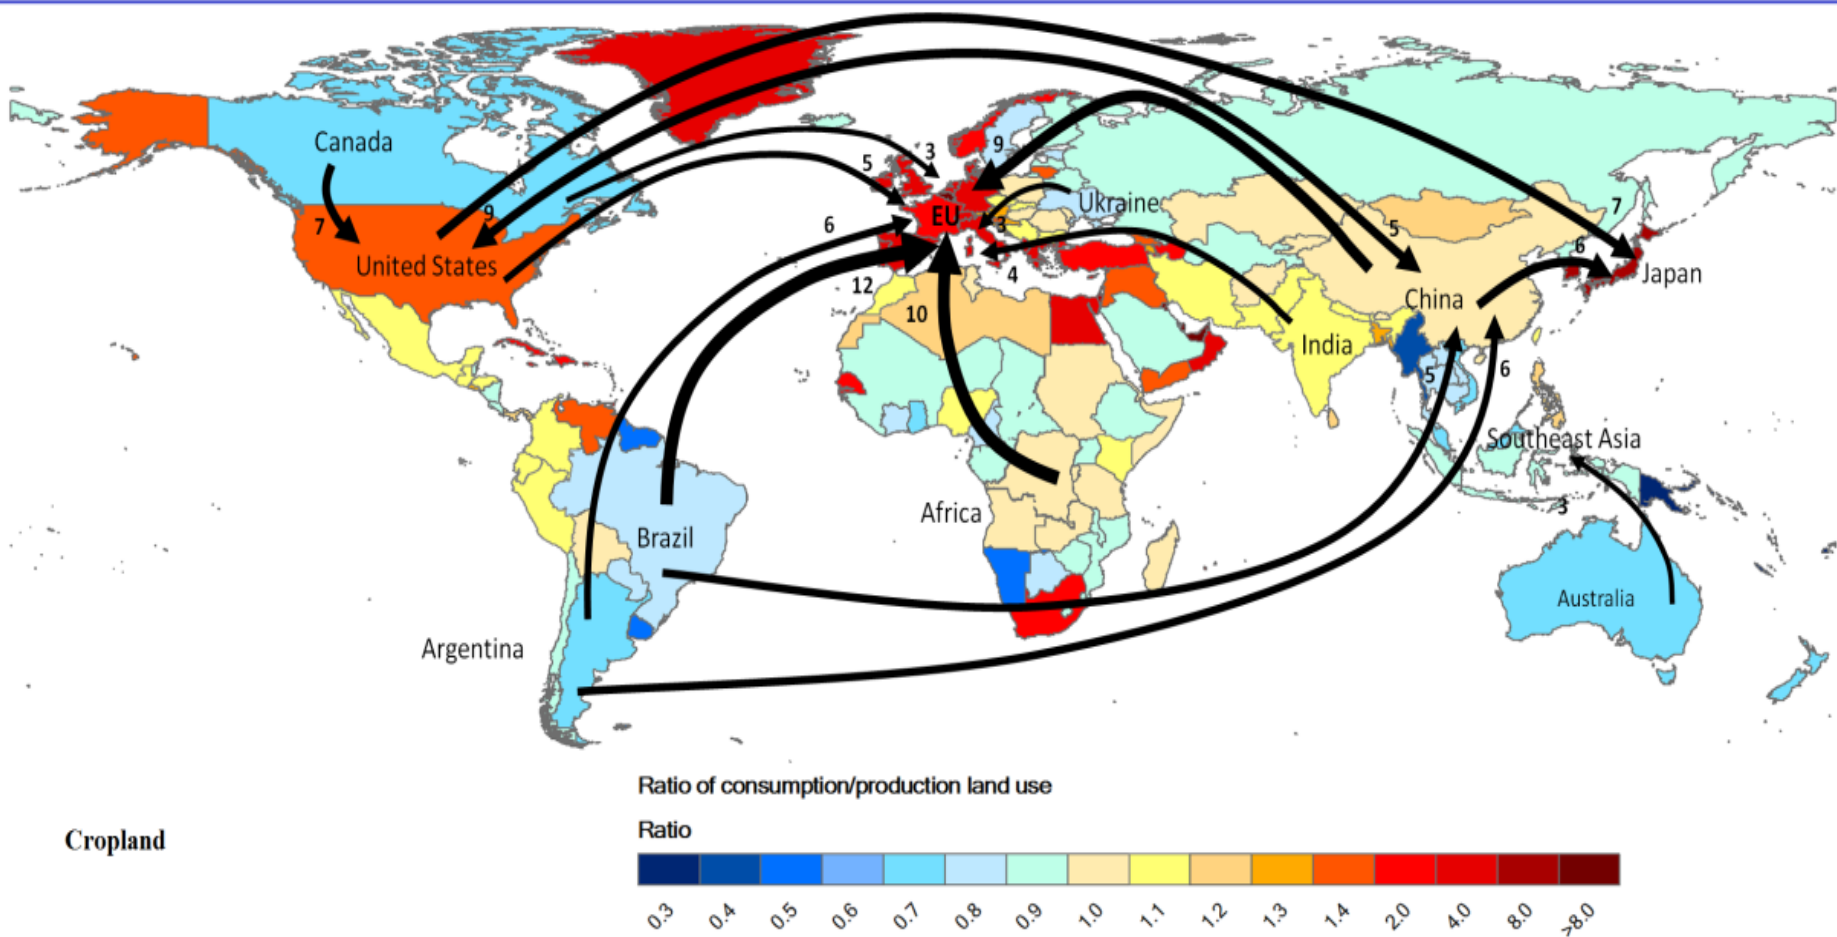 Canada
7
9
United States
5
3
9
6
EU
Ukraine
3
4
12
10
5
7
6
Japan
China
India
5
6
Southeast Asia
3
Africa
Brazil
Australia
Argentina
Ratio of consumption/production land use
Ratio
Cropland
0.3 0.4 0.5 0.6 0.7 0.8 0.9 1.0 1.1 1.2 1.3 1.4 2.0 4.0 8.0 >8.0